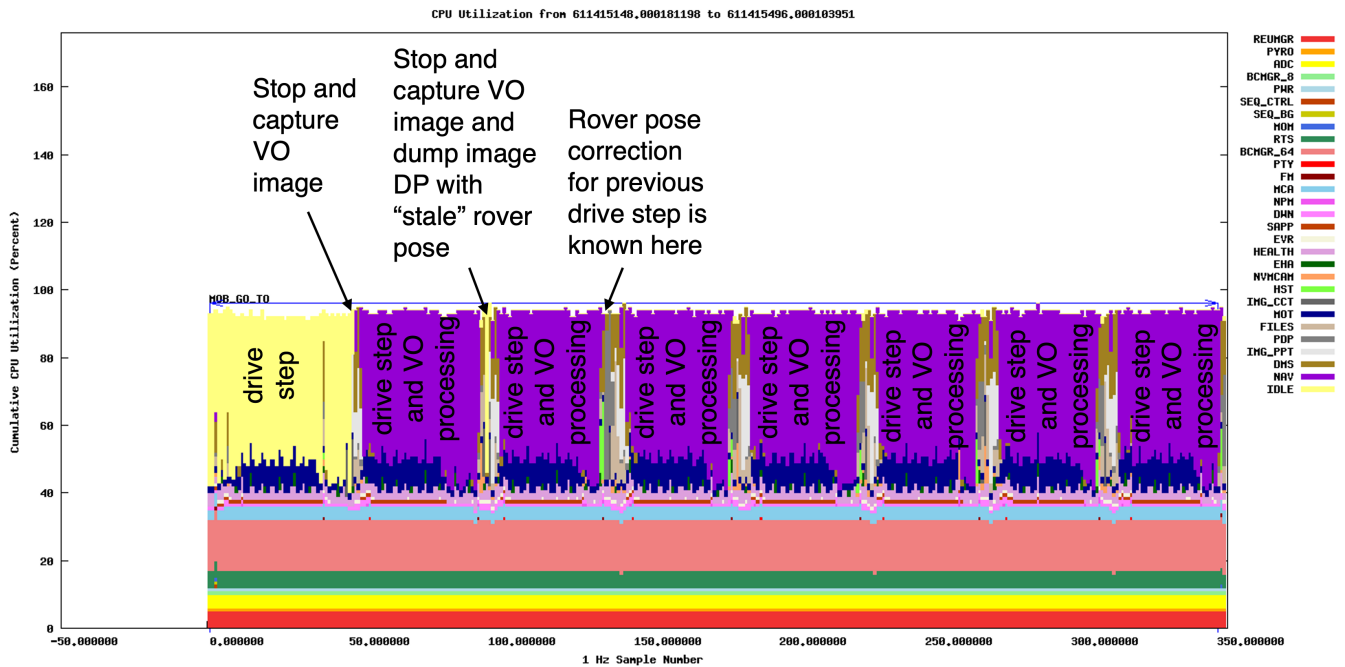 CPU Utilization from 611415148.000181198 to 611415496.000103951
Stop and
capture
VO
image
Stop and
capture VO
image and
dump image
DP with
“stale” rover
pose
Rover pose
correction
for previous
drive step is
known here
Cumulative CPU Utilization (Percent)
160
140
120
100
80
60
40
20
0
MOB_GO_TO
drive
step
drive step
and VO
processing
drive step
and VO
processing
drive step
and VO
processing
drive step
and VO
processing
drive step
and VO
processing
drive step
and VO
processing
drive step
and VO
processing
-50.000000
0.000000
50.000000
100.000000
150.000000
200.000000
250.000000
300.000000
350.000000
1 Hz Sample Number
REUMGR
PYRO
ADC
BCMGR_8
PWR
SEQ_CTRL
SEQ_BG
MOM
RTS
BCMGR_64
PTY
FM
MCA
NPM
DWN
SAPP
EVR
HEALTH
EHA
NVMCAM
HST
IMG_CCT
MOT
FILES
PDP
IMG_PPT
DMS
NAV
IDLE